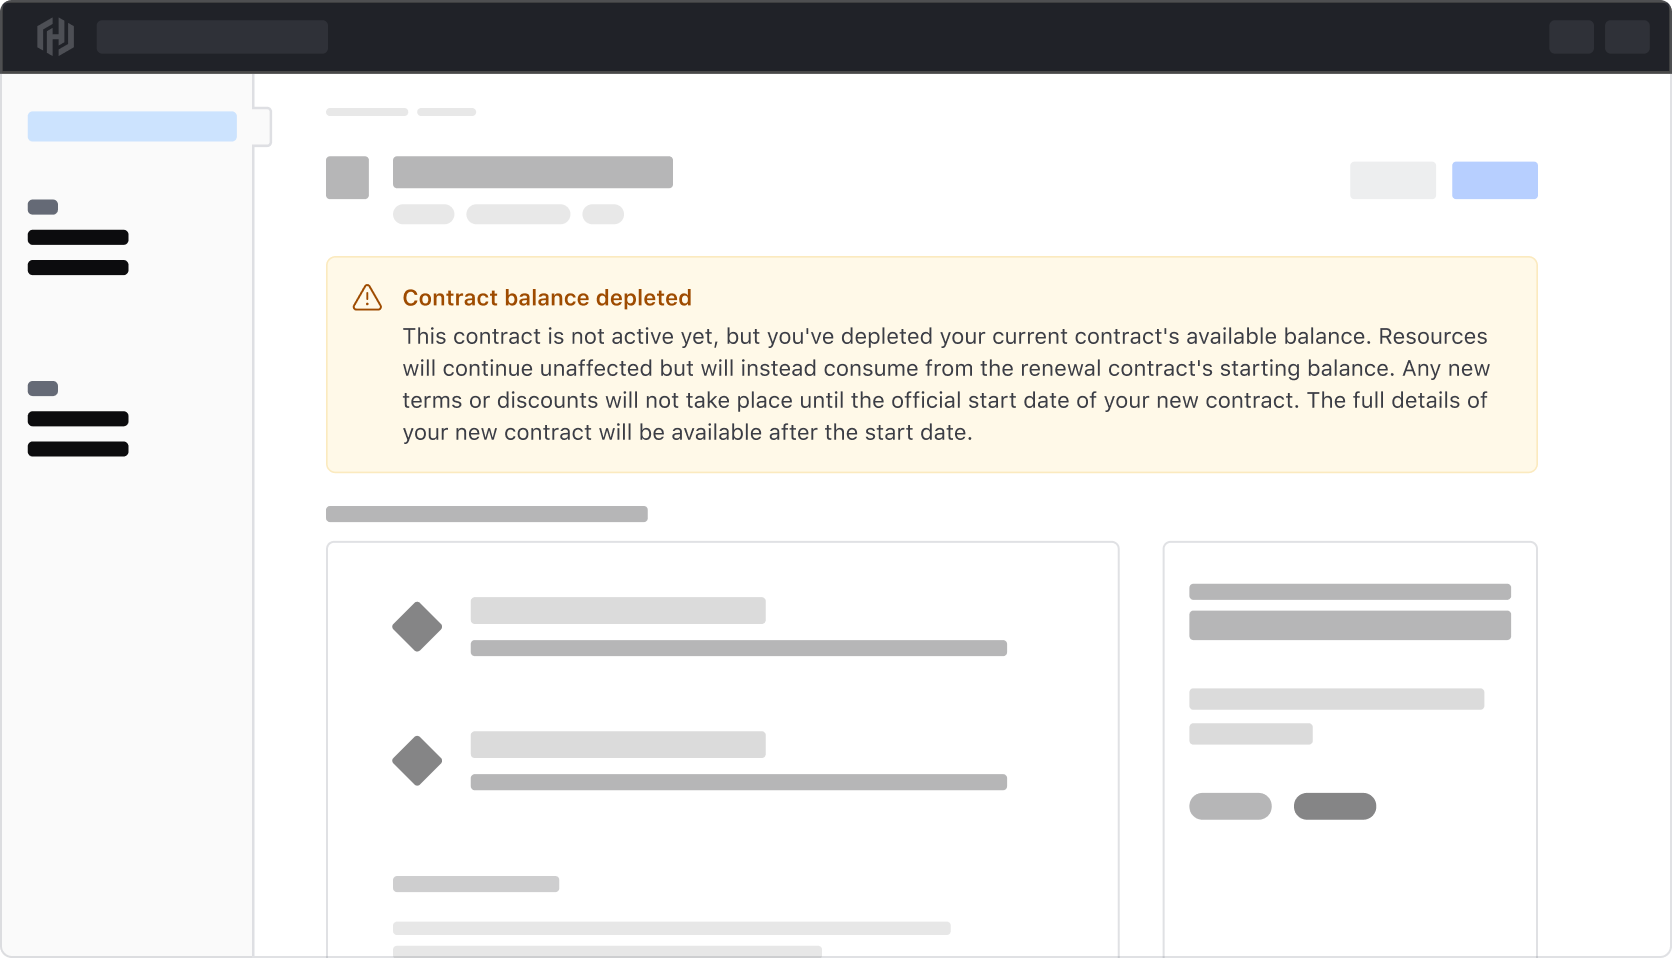 Contract balance depleted
This contract is not active yet, but you've depleted your current contract's available balance. Resources
will continue unaffected but will instead consume from the renewal contract's starting balance. Any new
terms or discounts will not take place until the official start date of your new contract. The full details of
your new contract will be available after the start date.